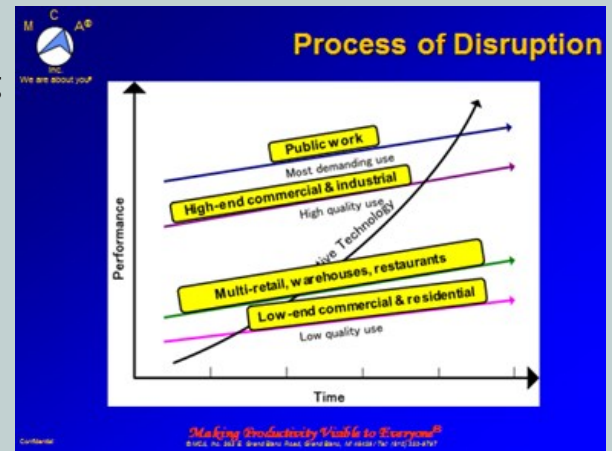 M C A®
Inc.
We are about you®
Process of Disruption
Public work
Most demanding use
High-end commercial & industrial
High quality use
tive Technology
Multi-retail, warehouses, restaurants
Low-end commercial & residential
Low quality use
Performance
Time
Making Productivity Visible to Everyone®
Confidential